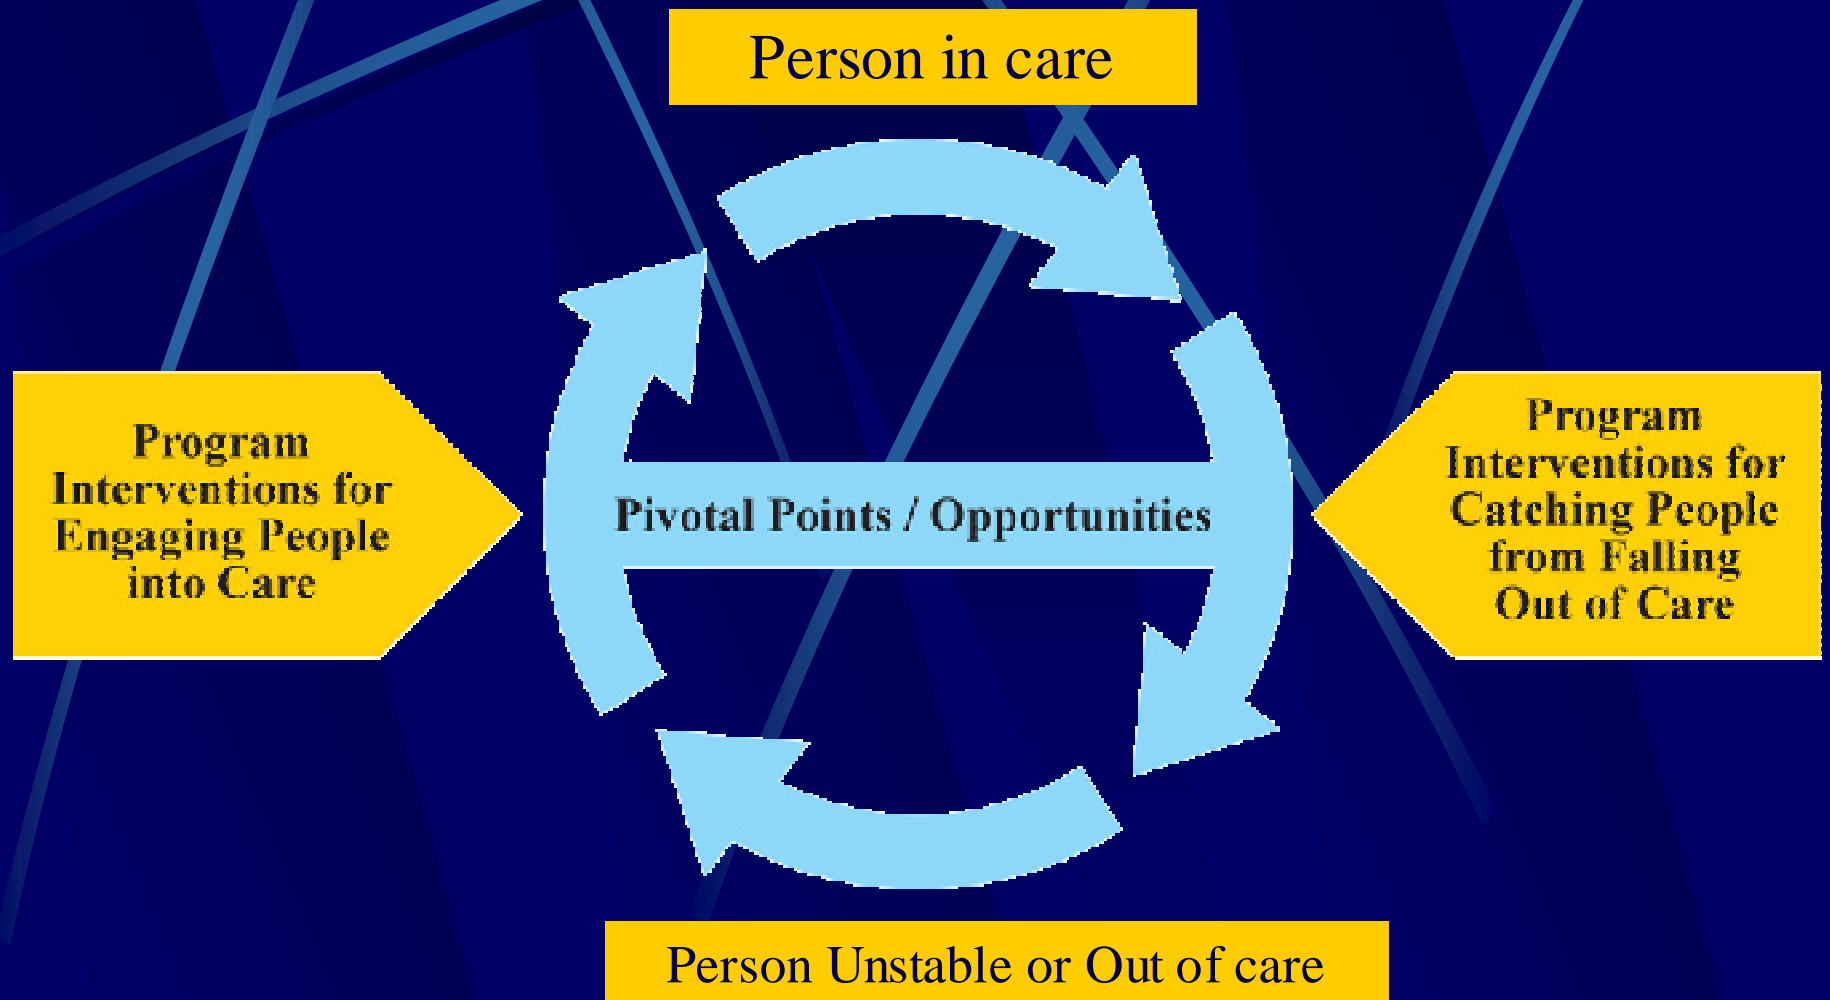 Person in care
Program
Interventions for
Engaging People
into Care
Pivotal Points / Opportunities
Program
Interventions for
Catching People
from Falling
Out of Care
Person Unstable or Out of care